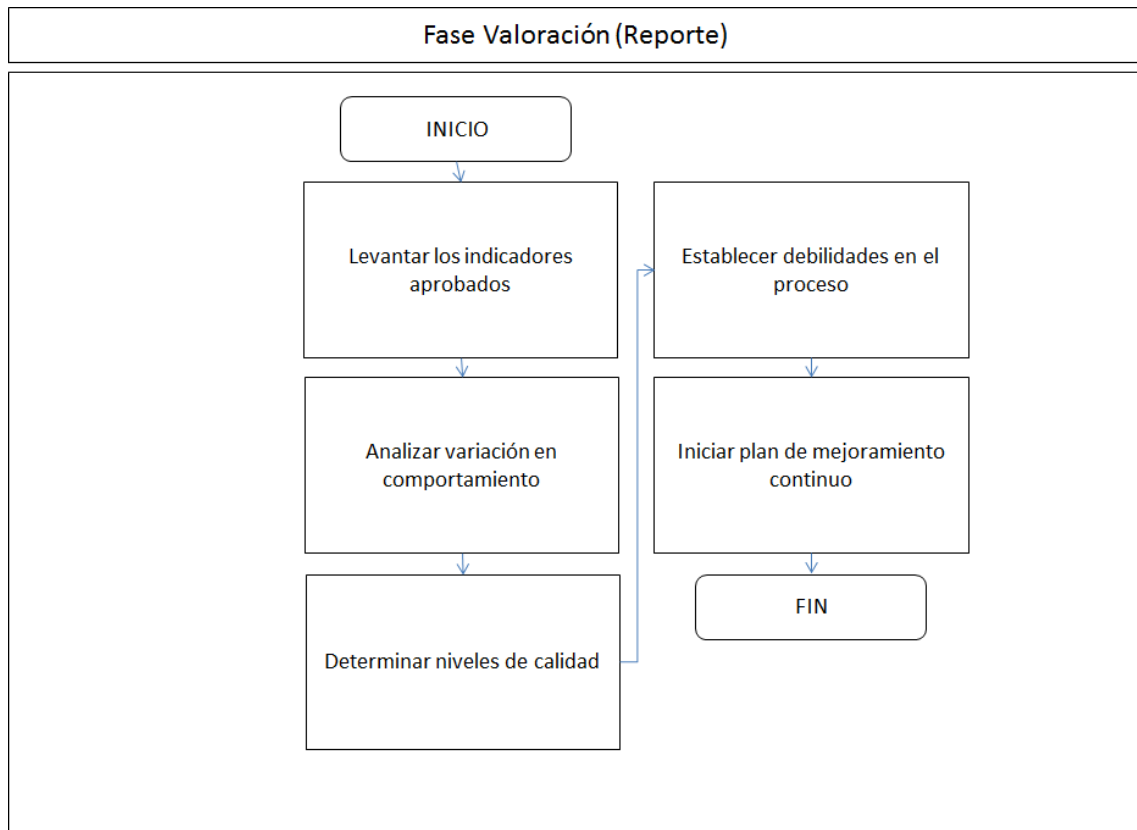 Fase Valoración (Reporte)
INICIO
Levantar los indicadores
aprobados
Analizar variación en
comportamiento
Determinar niveles de calidad
Establecer debilidades en el
proceso
Iniciar plan de mejoramiento
continuo
FIN